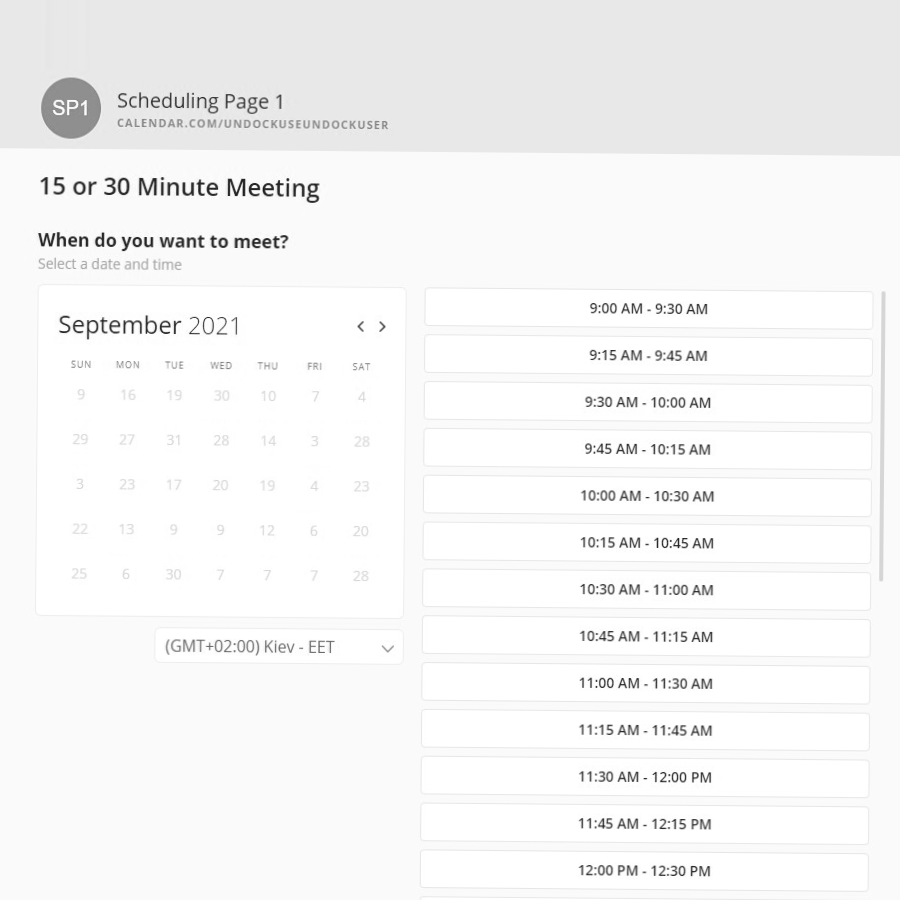 SP1
Scheduling Page 1
CALENDAR.COM/UNDOCKUSEUNDOCKUSER
15 or 30 Minute Meeting
When do you want to meet?
Select a date and time
September 2021
SUN MON TUE WED THU FRI SAT
9 16 19 30 10 7 4
29 27 31 28 14 3 28
3 23 17 20 19 4 23
22 13 9 9 12 6 20
25 6 30 7 7 7 28
(GMT+02:00) Kiev - EET
9:00 AM - 9:30 AM
9:15 AM - 9:45 AM
9:30 AM - 10:00 AM
9:45 AM - 10:15 AM
10:00 AM - 10:30 AM
10:15 AM - 10:45 AM
10:30 AM - 11:00 AM
10:45 AM - 11:15 AM
11:00 AM - 11:30 AM
11:15 AM - 11:45 AM
11:30 AM - 12:00 PM
11:45 AM - 12:15 PM
12:00 PM - 12:30 PM